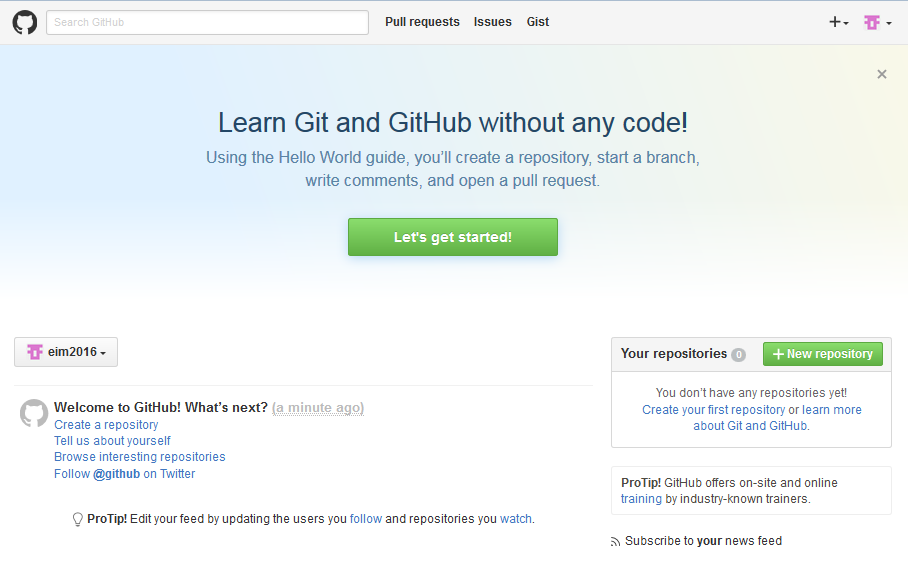 Search GitHub
Pull requests Issues Gist
Learn Git and GitHub without any code!
Using the Hello World guide, you’ll create a repository, start a branch,
write comments, and open a pull request.
Let's get started!
eim2016
Welcome to GitHub! What’s next? (a minute ago)
Create a repository
Tell us about yourself
Browse interesting repositories
Follow @github on Twitter
ProTip! Edit your feed by updating the users you follow and repositories you watch.
Your repositories 0
New repository
You don’t have any repositories yet!
Create your first repository or learn more
about Git and GitHub.
ProTip! GitHub offers on-site and online
training by industry-known trainers.
Subscribe to your news feed